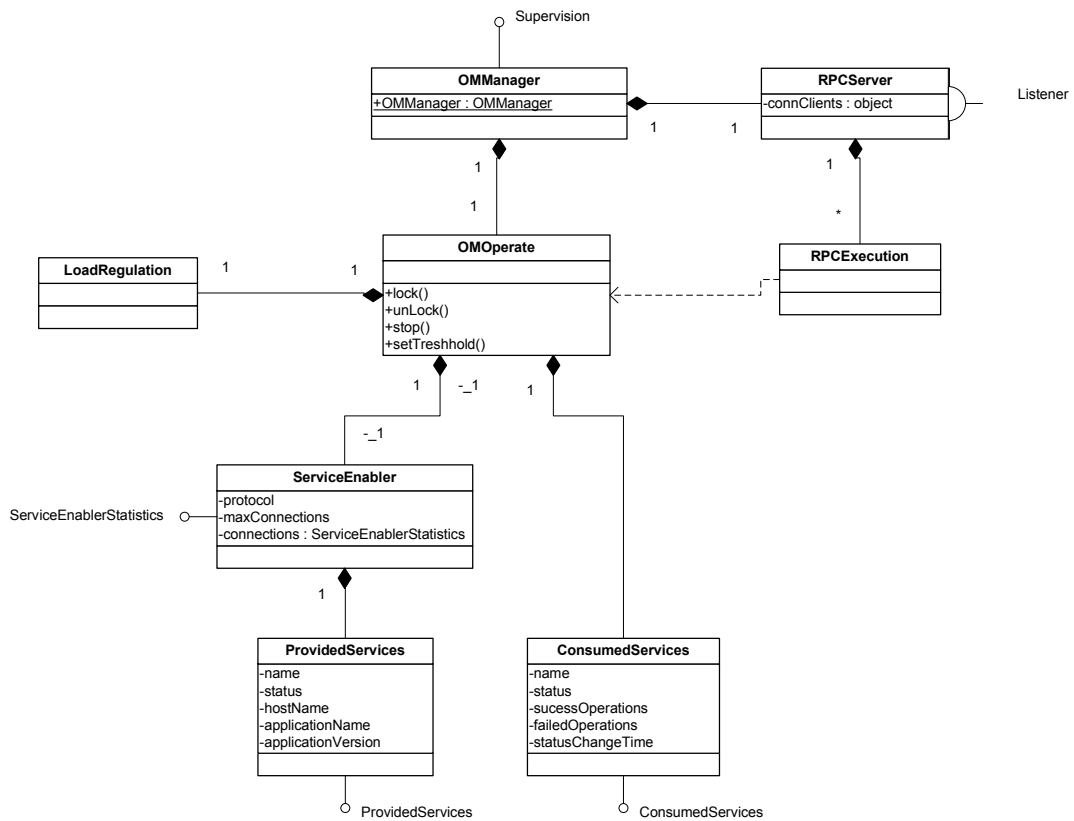 Supervision
OMManager
+OMManager : OMManager
RPCServer
-connClients : object
Listener
1
1
1
1
1
*
OMOperate
+lock()
+unLock()
+stop()
+setTreshhold()
RPCExecution
LoadRegulation
1
1
1
-_1
1
-_1
ServiceEnabler
-protocol
-maxConnections
-connections : ServiceEnablerStatistics
ServiceEnablerStatistics
1
ProvidedServices
-name
-status
-hostName
-applicationName
-applicationVersion
ConsumedServices
-name
-status
-sucessOperations
-failedOperations
-statusChangeTime
ProvidedServices
ConsumedServices